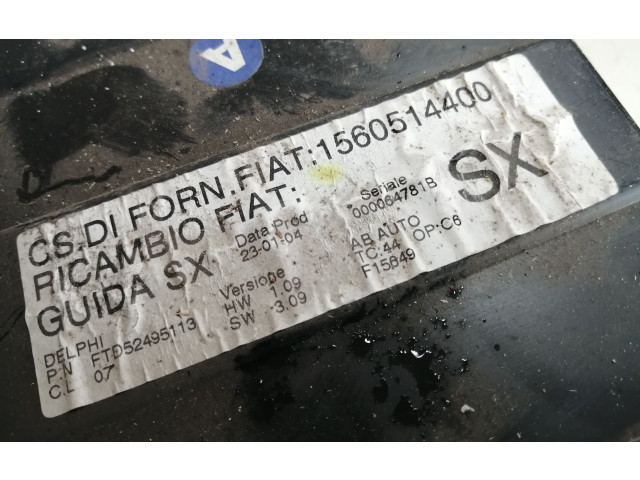 A
CS.DI FORN.FIAT:1560514400
RICAMBIO FIAT:
GUIDA SX
Data Prod
23-01-04
Seriale
000064781B
SX
DELPHI
P.N FTD52495113
C.L 07
Versione
HW 1.09
SW 3.09
AB AUTO
TC:44 OP:C6
F15649